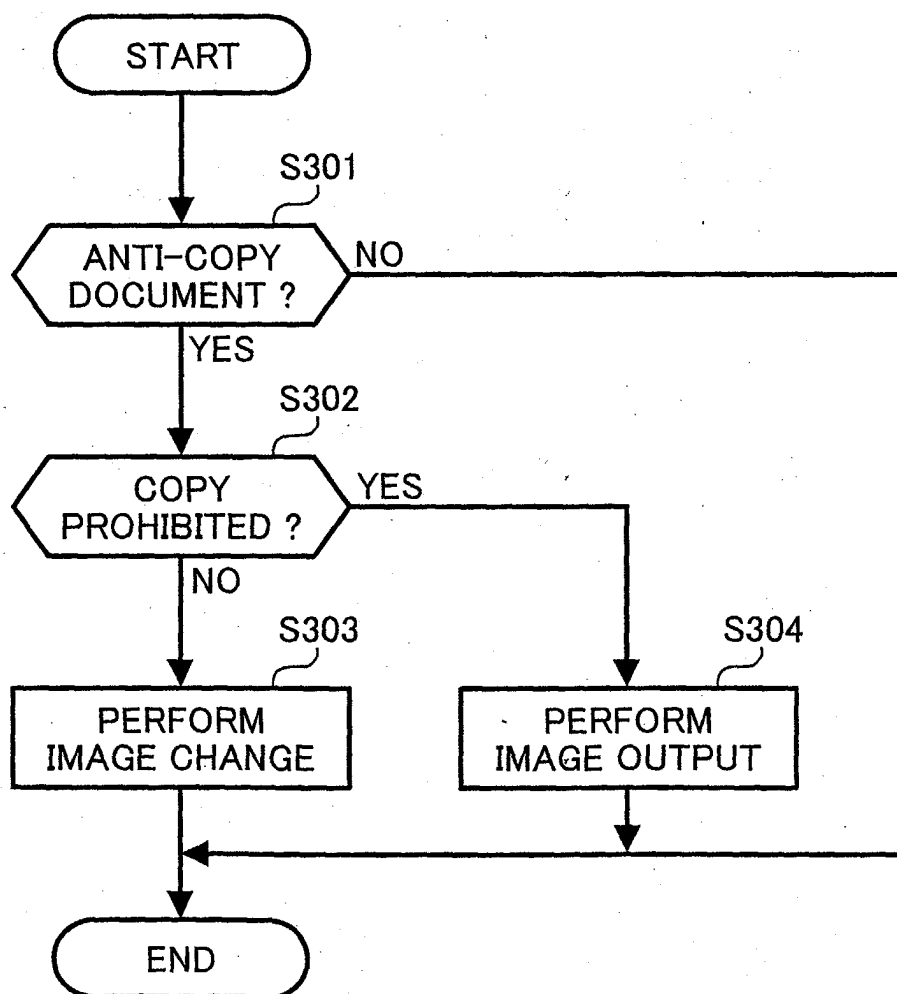 START
S301
ANTI-COPY
DOCUMENT ?
NO
YES
S302
COPY
PROHIBITED ?
YES
NO
S303
PERFORM
IMAGE CHANGE
S304
PERFORM
IMAGE OUTPUT
END